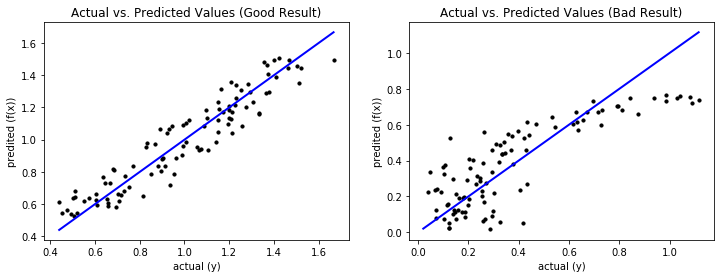 Actual vs. Predicted Values (Good Result)
1.6
1.4
1.2
1.0
0.8
0.6
0.4
predited (f(x))
0.4 0.6 0.8 1.0 1.2 1.4 1.6
actual (y)
Actual vs. Predicted Values (Bad Result)
1.0
0.8
0.6
0.4
0.2
0.0
predited (f(x))
0.0 0.2 0.4 0.6 0.8 1.0
actual (y)